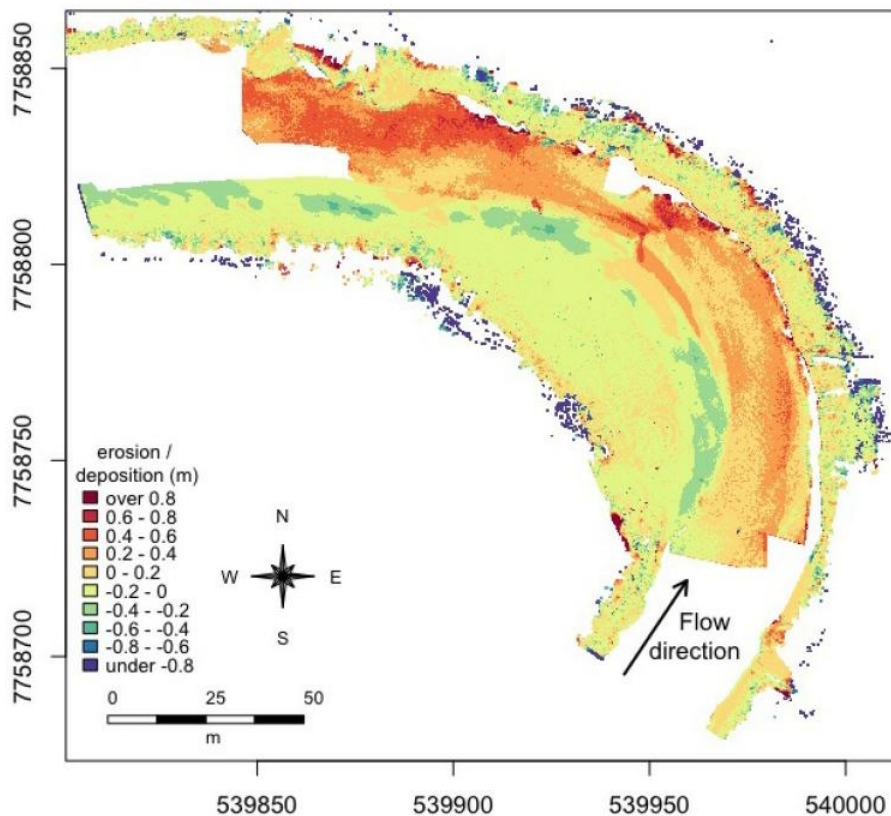 7758850
7758800
7758750
7758700
erosion /
deposition (m)
over 0.8
0.6 - 0.8
0.4 - 0.6
0.2 - 0.4
0 - 0.2
-0.2 - 0
-0.4 - -0.2
-0.6 - -0.4
-0.8 - -0.6
under -0.8
N
W E
S
0 25 50
m
Flow
direction
539850 539900 539950 540000